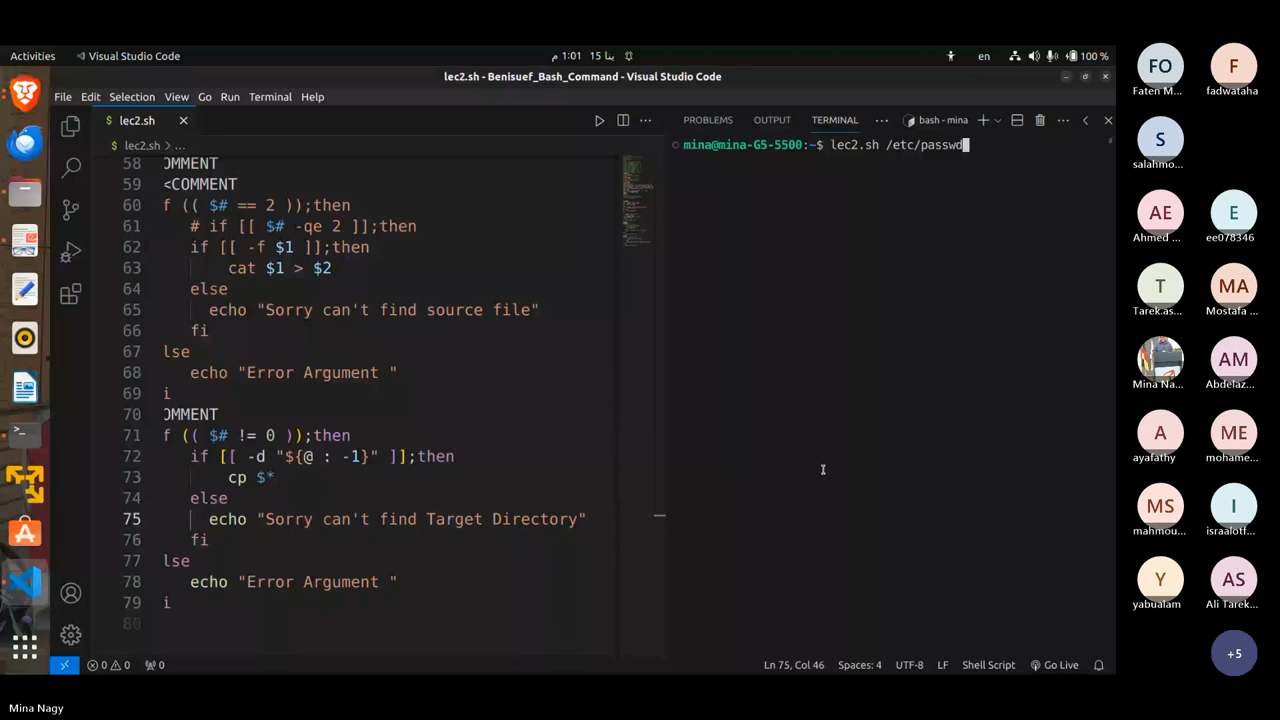 Activities
Visual Studio Code
يناير 15 1:01 م
en
100 %
lec2.sh - Benisuef_Bash_Command - Visual Studio Code
File Edit Selection View Go Run Terminal Help
$ lec2.sh
$ lec2.sh > ...
58 OMMENT
59 <COMMENT
60 f (( $# == 2 ));then
61 # if [[ $# -qe 2 ]];then
62 if [[ -f $1 ]];then
63 cat $1 > $2
64 else
65 echo "Sorry can't find source file"
66 fi
67 lse
68 echo "Error Argument "
69 i
70 OMMENT
71 f (( $# != 0 ));then
72 if [[ -d "${@ : -1}" ]];then
73 cp $*
74 else
75 echo "Sorry can't find Target Directory"
76 fi
77 lse
78 echo "Error Argument "
79 i
80
PROBLEMS OUTPUT TERMINAL ... bash - mina
mina@mina-G5-5500:~$ lec2.sh /etc/passwd
0 0 0
Ln 75, Col 46 Spaces: 4 UTF-8 LF Shell Script Go Live
FO F
Faten M... fadwataha
S
salahmo...
AE E
Ahmed ... ee078346
T MA
Tarek.as... Mostafa ...
AM
Mina Na... Abdelaz...
A ME
ayafathy mohame...
MS I
mahmou... israalotf...
Y AS
yabualam Ali Tarek...
+5
Mina Nagy